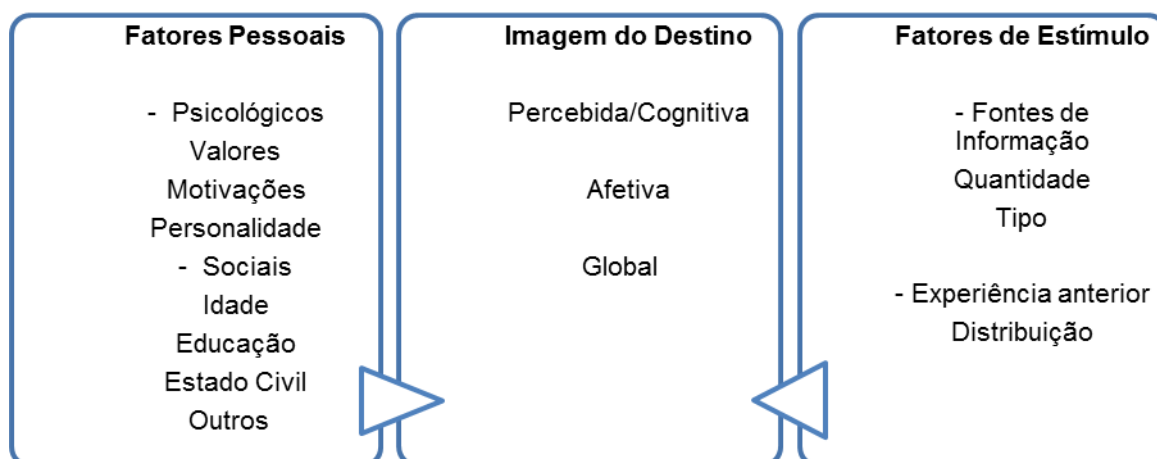 Fatores Pessoais
- Psicológicos
Valores
Motivações
Personalidade
- Sociais
Idade
Educação
Estado Civil
Outros
Imagem do Destino
Percebida/Cognitiva
Afetiva
Global
Fatores de Estímulo
- Fontes de
Informação
Quantidade
Tipo
- Experiência anterior
Distribuição